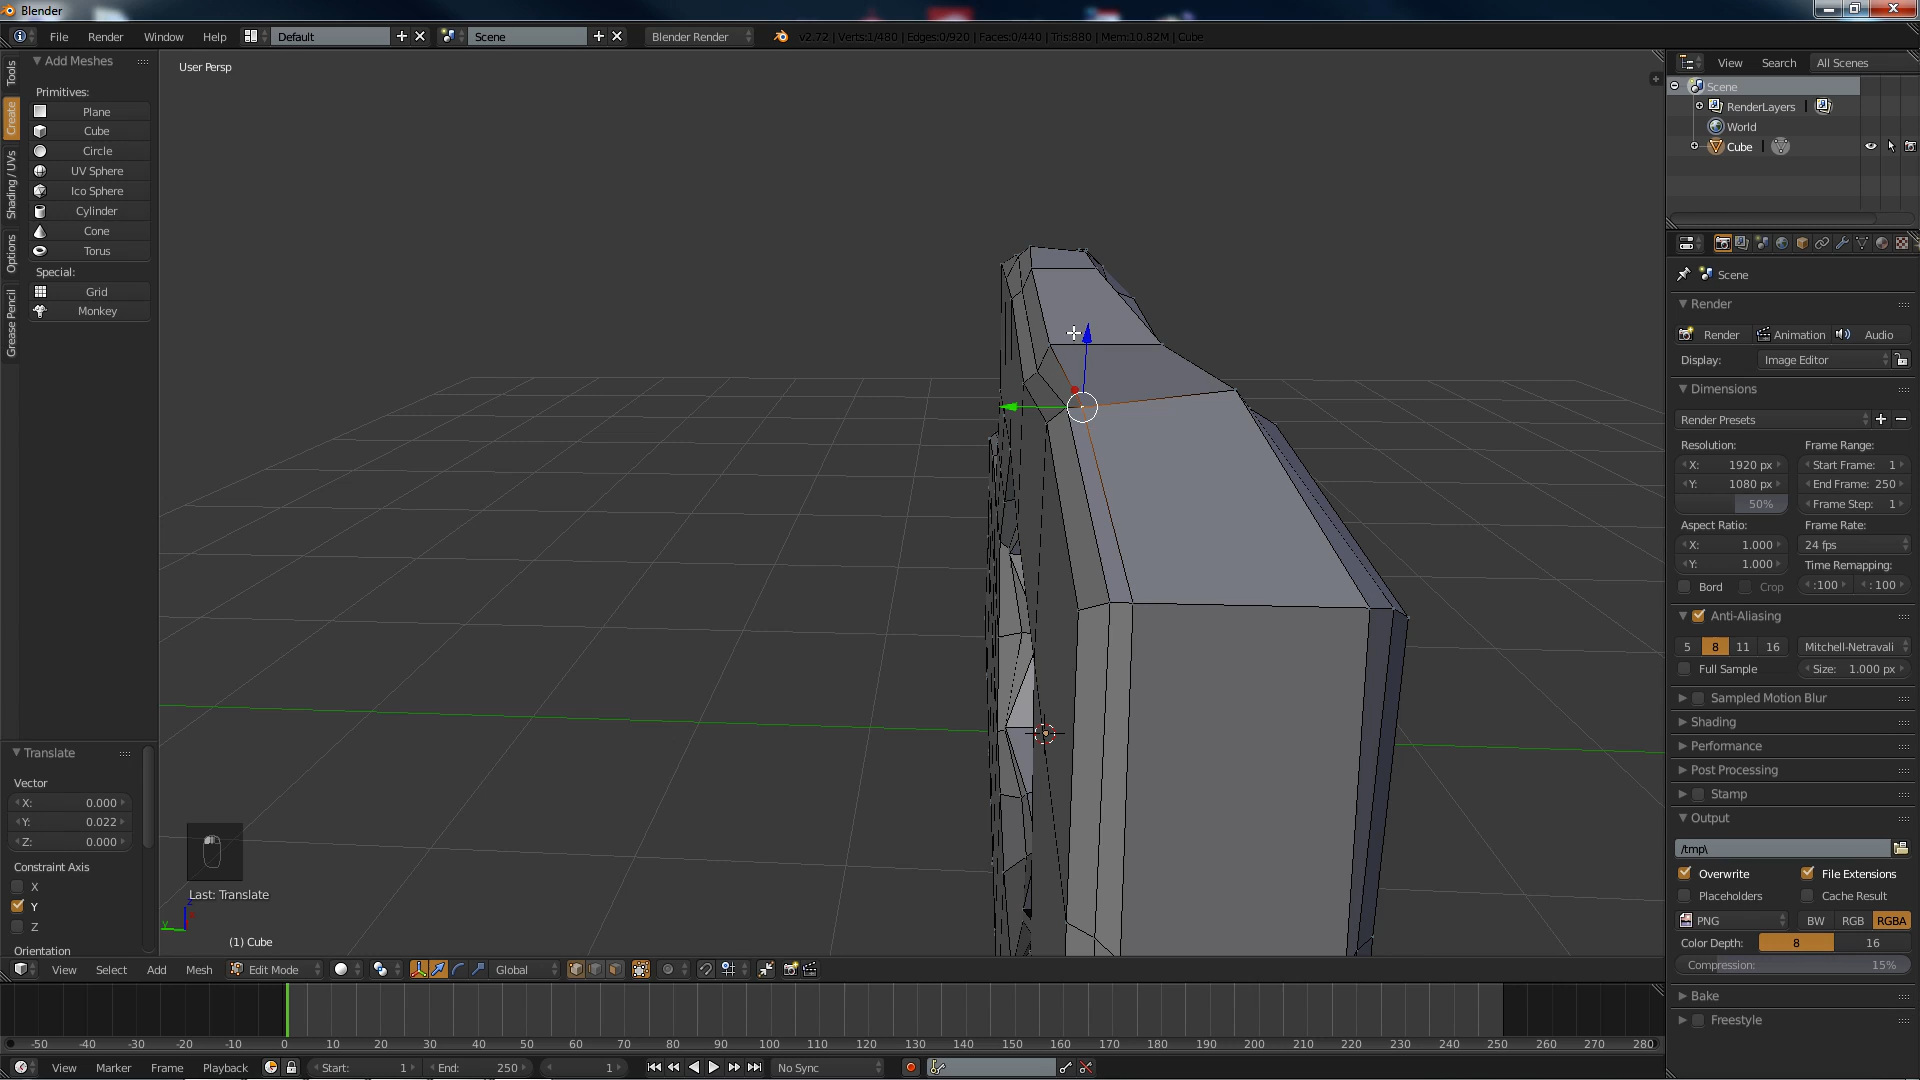 Blender
File
Render
Window
Help
Default
Scene
Blender Render
v2.72 | Verts:1/480 | Edges:0/920 | Faces:0/440 | Tris:880 | Mem:10.82M | Cube
Tools
Create
Shading / UVs
Options
Grease Pencil
Add Meshes
Primitives:
Plane
Cube
Circle
UV Sphere
Ico Sphere
Cylinder
Cone
Torus
Special:
Grid
Monkey
User Persp
View
Search
All Scenes
Scene
RenderLayers
World
Cube
Scene
Render
Render
Animation
Audio
Display:
Image Editor
Dimensions
Render Presets
Resolution:
Frame Range:
X: 1920 px
Start Frame: 1
Y: 1080 px
End Frame: 250
50%
Frame Step: 1
Aspect Ratio:
Frame Rate:
X: 1.000
24 fps
Y: 1.000
Time Remapping:
:100
:100
Bord
Crop
Anti-Aliasing
5 8 11 16
Mitchell-Netravali
Full Sample
Size: 1.000 px
Sampled Motion Blur
Shading
Performance
Post Processing
Stamp
Output
/tmp\
Overwrite
File Extensions
Placeholders
Cache Result
PNG
BW RGB RGBA
Color Depth: 8 16
Compression: 15%
Bake
Freestyle
Translate
Vector
X: 0.000
Y: 0.022
Z: 0.000
Constraint Axis
X
Y
Z
Orientation
Last: Translate
y z
(1) Cube
View
Select
Add
Mesh
Edit Mode
Global
-50 -40 -30 -20 -10 0 10 20 30 40 50 60 70 80 90 100 110 120 130 140 150 160 170 180 190 200 210 220 230 240 250 260 270 280
View
Marker
Frame
Playback
Start: 1
End: 250
1
No Sync